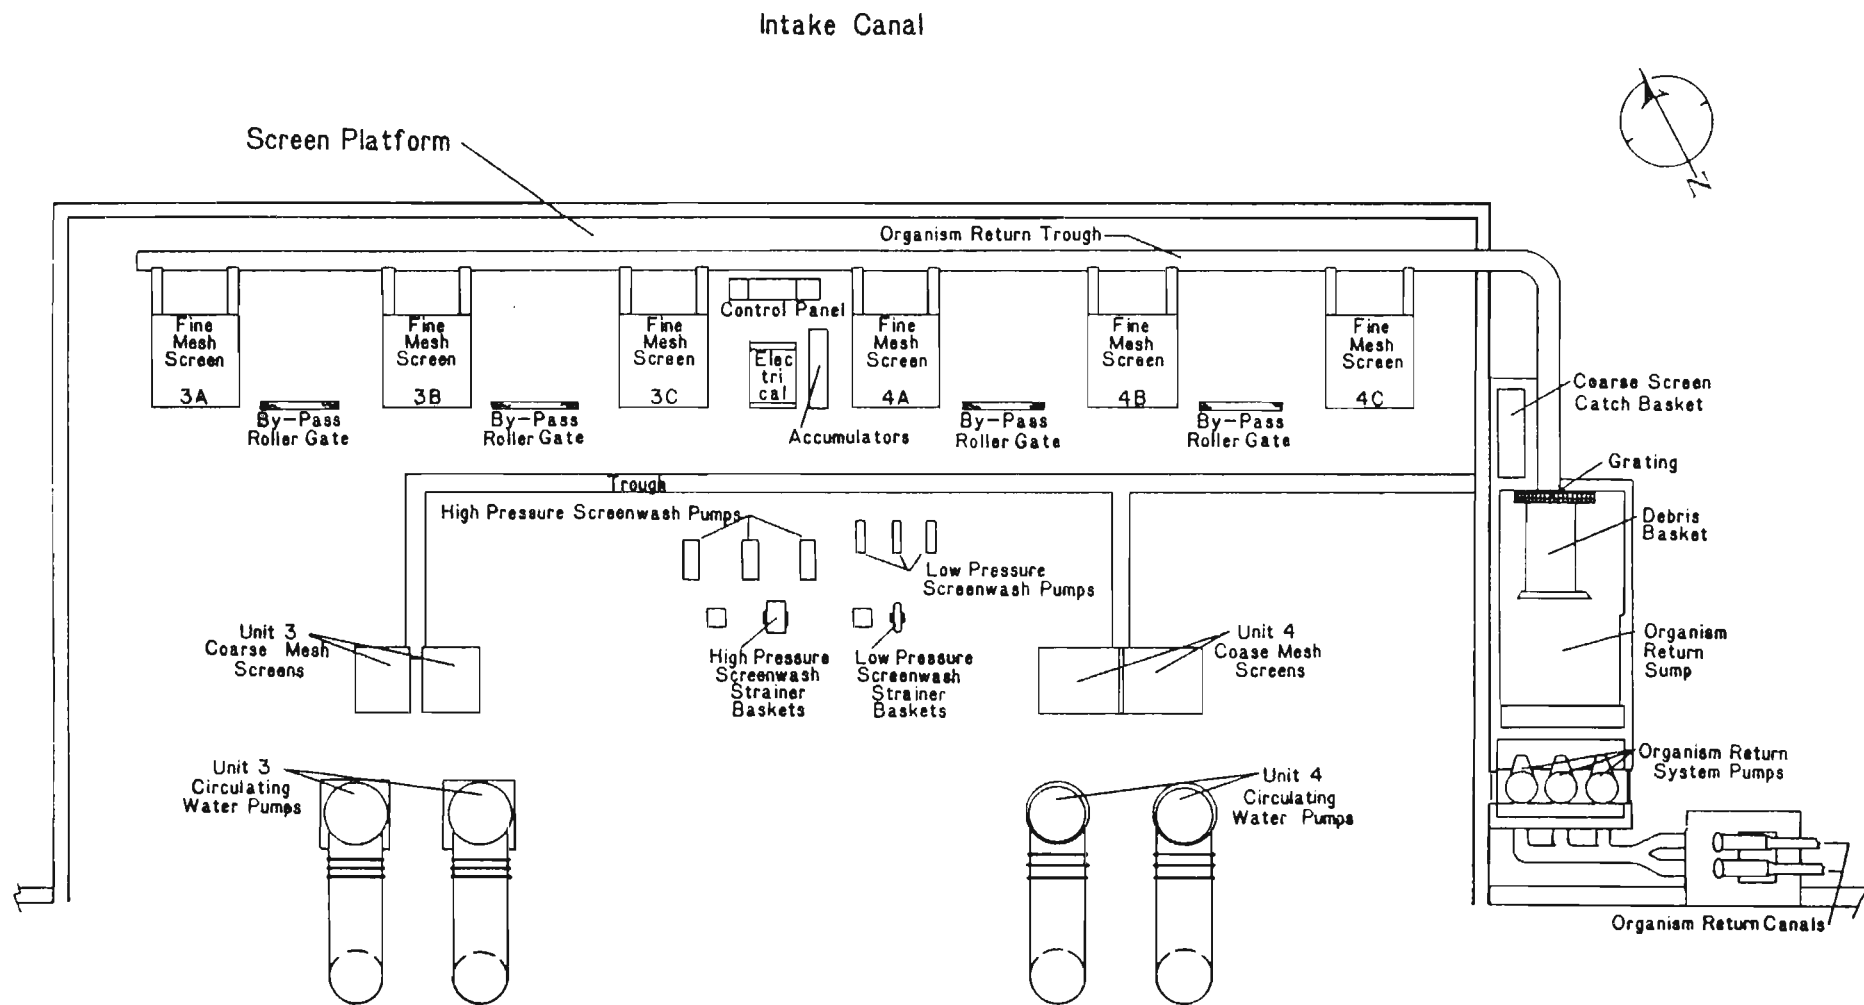 Intake Canal
Screen Platform
N
Organism Return Trough
Control Panel
Fine
Mesh
Screen
3A
Fine
Mesh
Screen
3B
Fine
Mesh
Screen
3C
Elec
tri
cal
Fine
Mesh
Screen
4A
Fine
Mesh
Screen
4B
Fine
Mesh
Screen
4C
Coarse Screen
Catch Basket
By-Pass
Roller Gate
By-Pass
Roller Gate
Accumulators
By-Pass
Roller Gate
By-Pass
Roller Gate
Grating
Trough
High Pressure Screenwash Pumps
Debris
Basket
Low Pressure
Screenwash Pumps
Unit 3
Coarse Mesh
Screens
High Pressure
Screenwash
Strainer
Baskets
Low Pressure
Screenwash
Strainer
Baskets
Unit 4
Coase Mesh
Screens
Organism
Return
Sump
Unit 3
Circulating
Water Pumps
Unit 4
Circulating
Water Pumps
Organism Return
System Pumps
Organism Return Canals